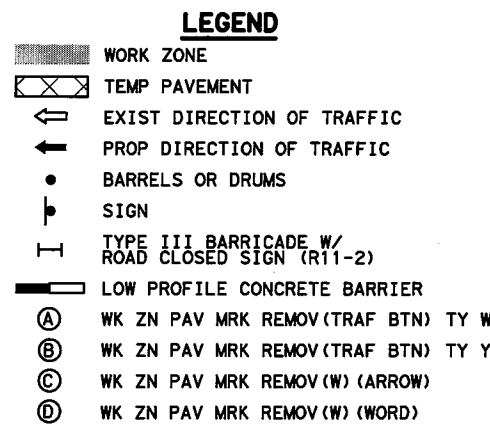 LEGEND
WORK ZONE
TEMP PAVEMENT
EXIST DIRECTION OF TRAFFIC
PROP DIRECTION OF TRAFFIC
BARRELS OR DRUMS
SIGN
TYPE III BARRICADE W/
ROAD CLOSED SIGN (R11-2)
LOW PROFILE CONCRETE BARRIER
A WK ZN PAV MRK REMOV(TRAF BTN) TY W
B WK ZN PAV MRK REMOV(TRAF BTN) TY Y
C WK ZN PAV MRK REMOV(W)(ARROW)
D WK ZN PAV MRK REMOV(W)(WORD)